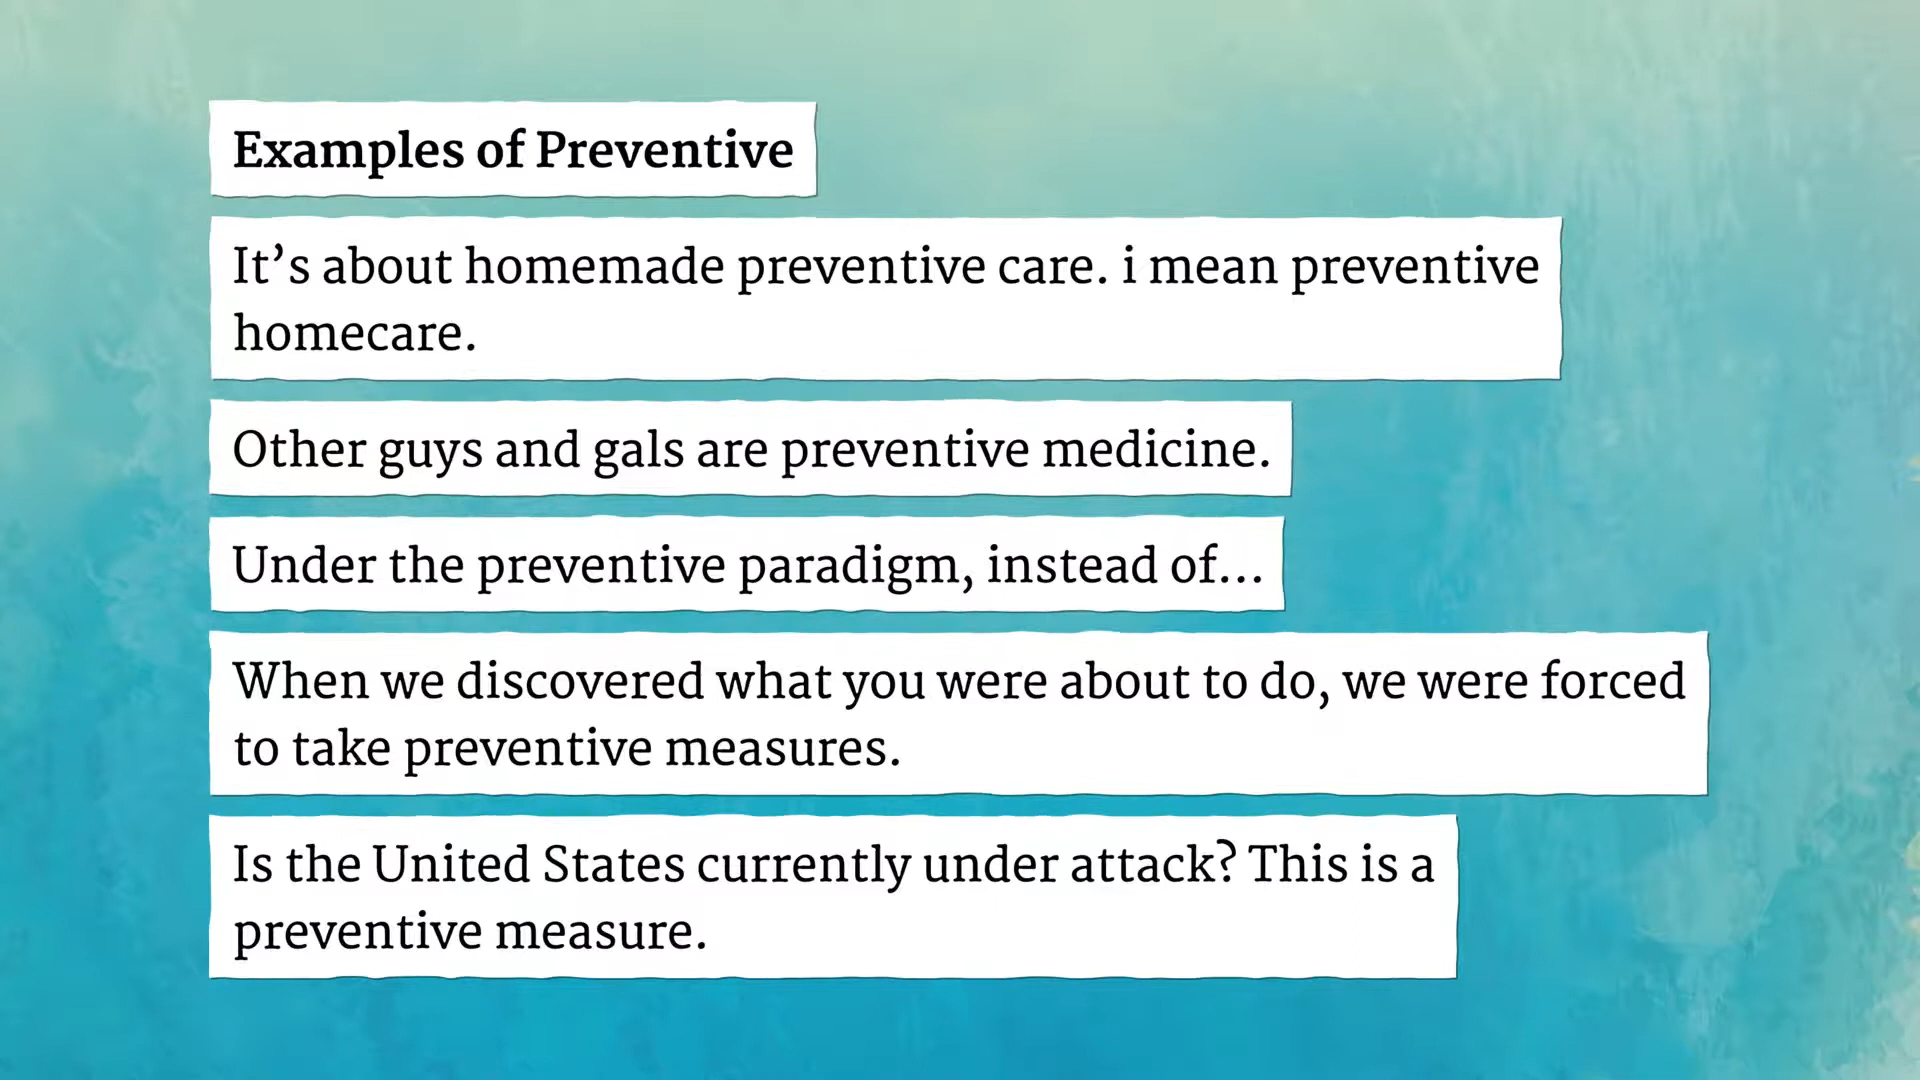 Examples of Preventive
It’s about homemade preventive care. i mean preventive
homecare.
Other guys and gals are preventive medicine.
Under the preventive paradigm, instead of...
When we discovered what you were about to do, we were forced
to take preventive measures.
Is the United States currently under attack? This is a
preventive measure.